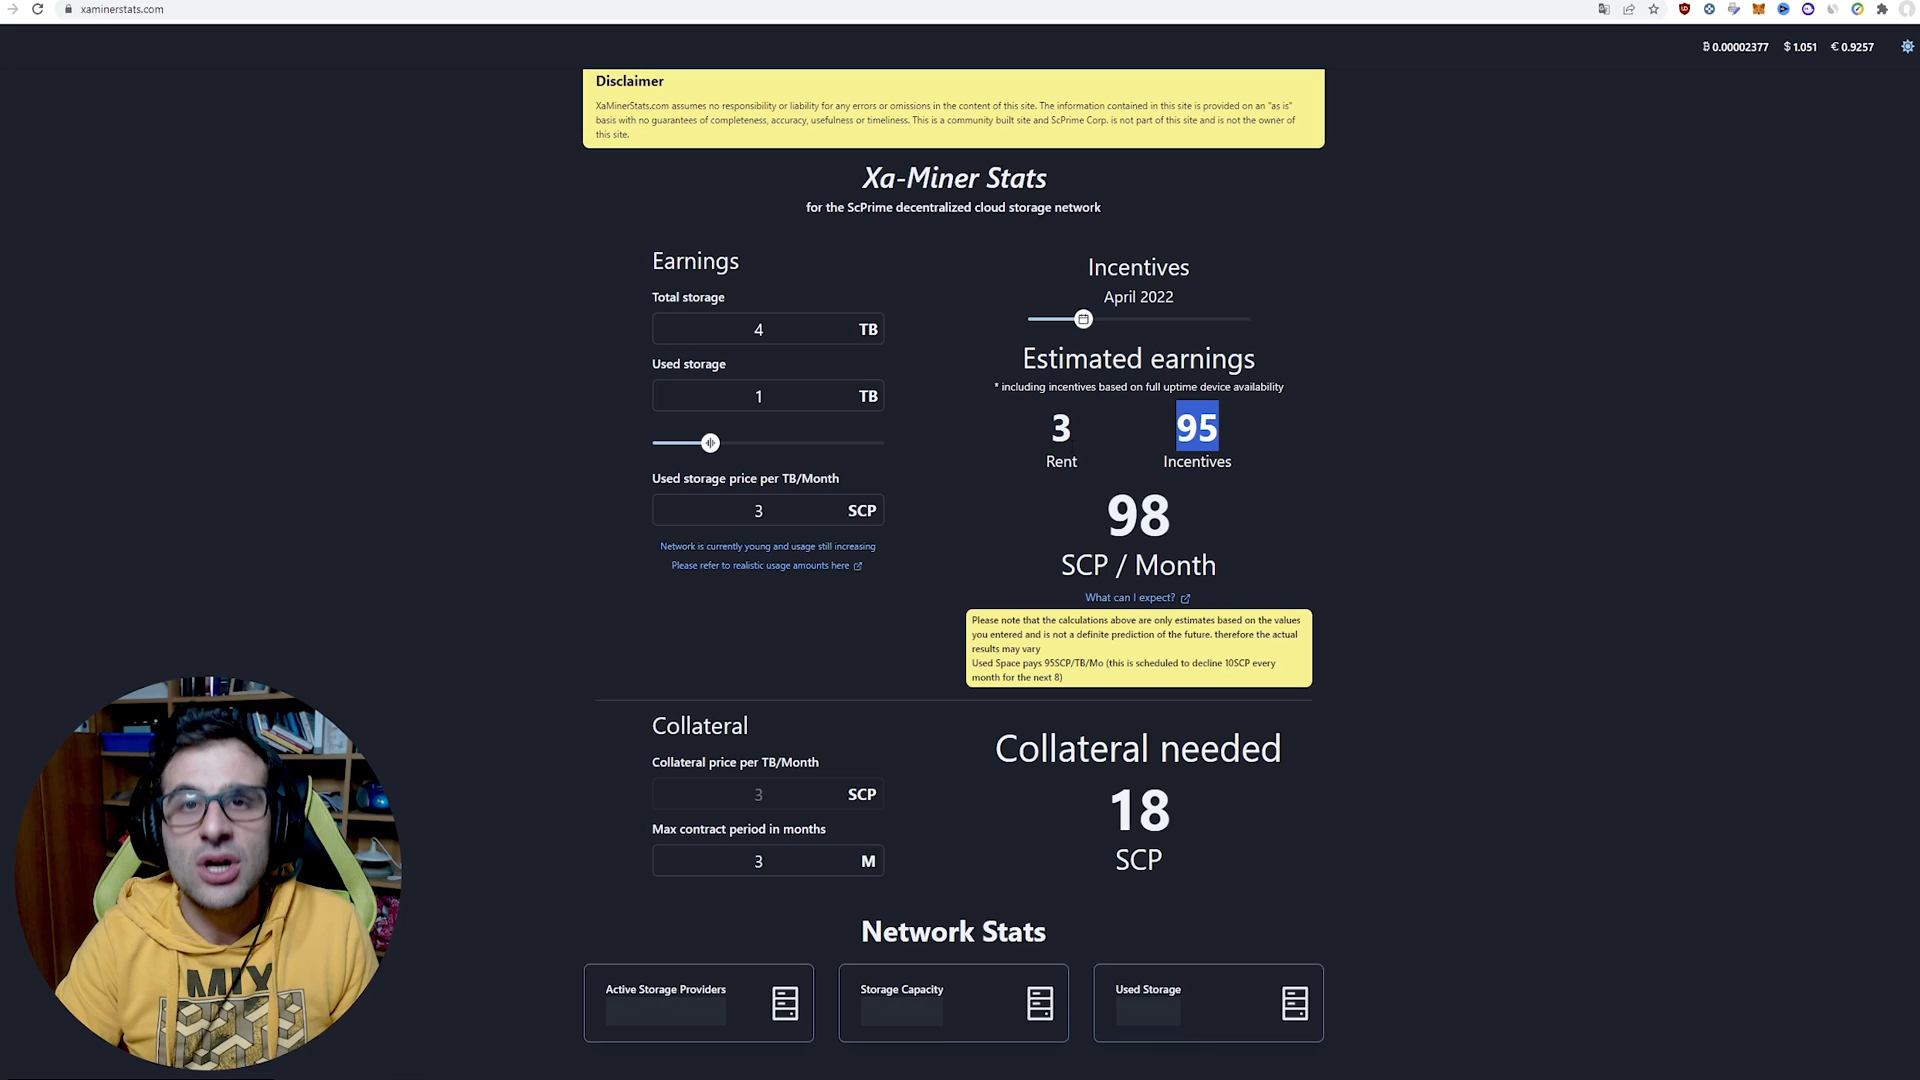 xaminerstats.com
₿ 0.00002377 $ 1.051 € 0.9257
Disclaimer
XaMinerStats.com assumes no responsibility or liability for any errors or omissions in the content of this site. The information contained in this site is provided on an "as is"
basis with no guarantees of completeness, accuracy, usefulness or timeliness. This is a community built site and ScPrime Corp. is not part of this site and is not the owner of
this site.
Xa-Miner Stats
for the ScPrime decentralized cloud storage network
Earnings
Total storage
4 TB
Used storage
1 TB
Used storage price per TB/Month
3 SCP
Network is currently young and usage still increasing
Please refer to realistic usage amounts here
Incentives
April 2022
Estimated earnings
* including incentives based on full uptime device availability
3 95
Rent Incentives
98
SCP / Month
What can I expect?
Please note that the calculations above are only estimates based on the values
you entered and is not a definite prediction of the future. therefore the actual
results may vary
Used Space pays 95SCP/TB/Mo (this is scheduled to decline 10SCP every
month for the next 8)
Collateral
Collateral price per TB/Month
3 SCP
Max contract period in months
3 M
Collateral needed
18
SCP
Network Stats
Active Storage Providers
Storage Capacity
Used Storage
MIX